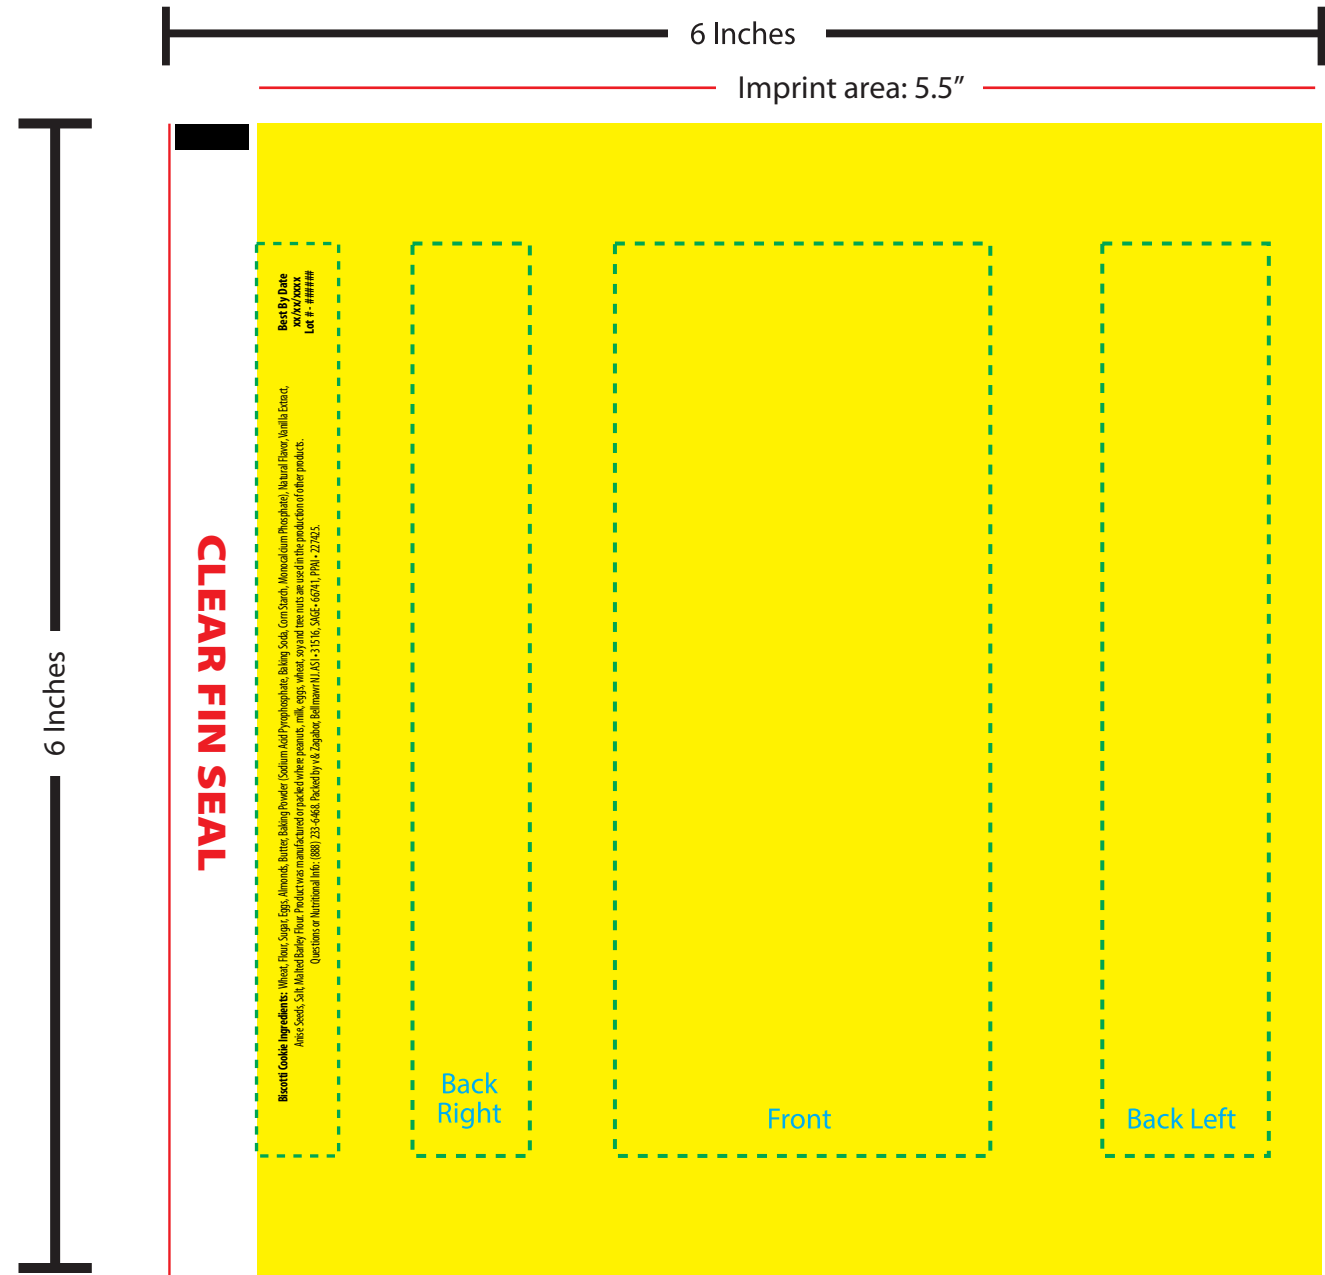 6 Inches
Imprint area: 5.5”
6 Inches
CLEAR FIN SEAL
Best By Date
xx/xx/xxxx
Lot # - ######
Biscotti Cookie Ingredients: Wheat, Flour, Sugar, Eggs, Almonds, Butter, Baking Powder (Sodium Acid Pyrophosphate, Baking Soda, Corn Starch, Monocalcium Phosphate), Natural Flavor, Vanilla Extract,
Anise Seeds, Salt, Malted Barley Flour. Product was manufactured or packed where peanuts, milk, eggs, wheat, soy and tree nuts are used in the production of other products.
Questions or Nutritional Info: (888) 233-6468. Packed by v & Zagabor, Bellmawr NJ. ASI • 31516, SAGE • 66741, PPAI • 227425.
Back
Right
Front
Back Left